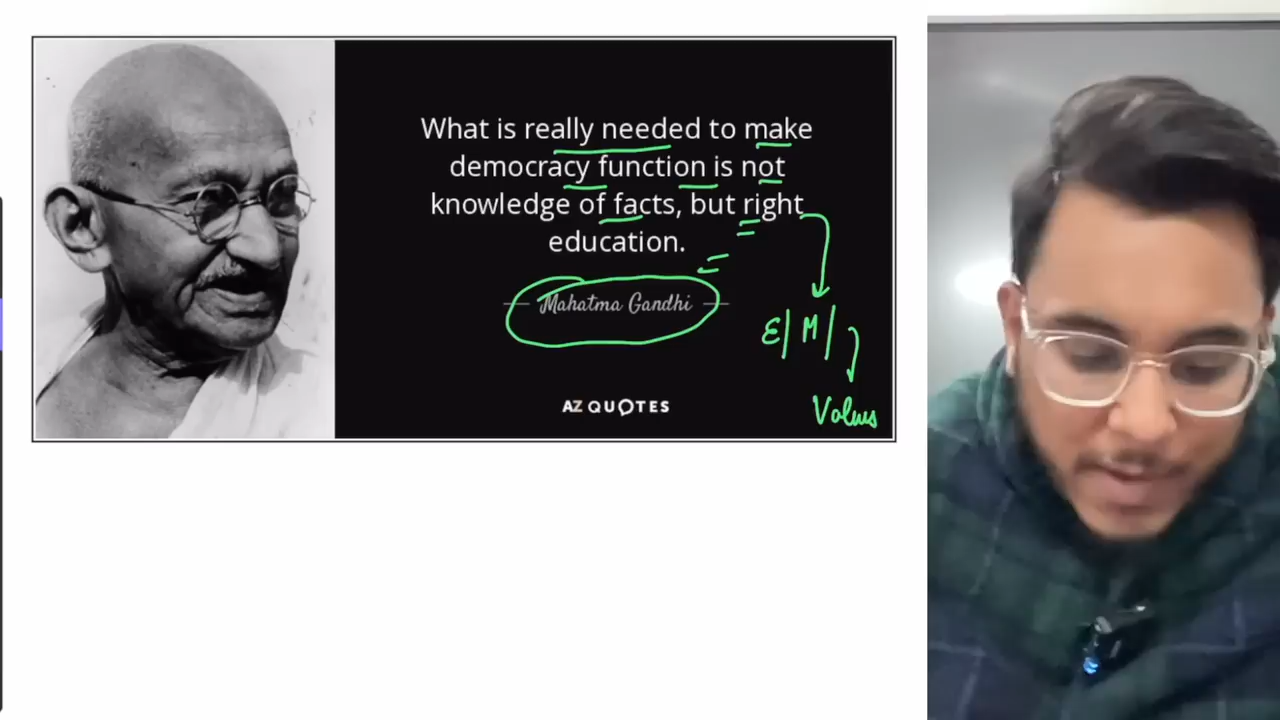 What is really needed to make
democracy function is not
knowledge of facts, but right
education.
Mahatma Gandhi
E/ M/
Values
AZ QUOTES